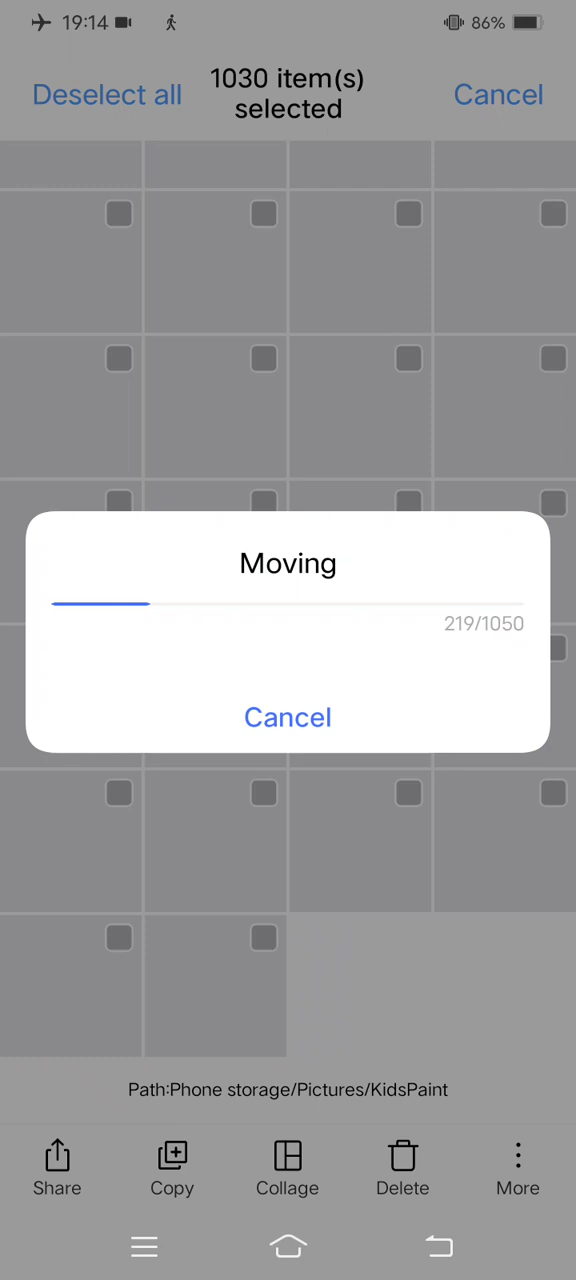 19:14
86%
Deselect all
1030 item(s)
selected
Cancel
Moving
219/1050
Cancel
Path:Phone storage/Pictures/KidsPaint
Share
Copy
Collage
Delete
More